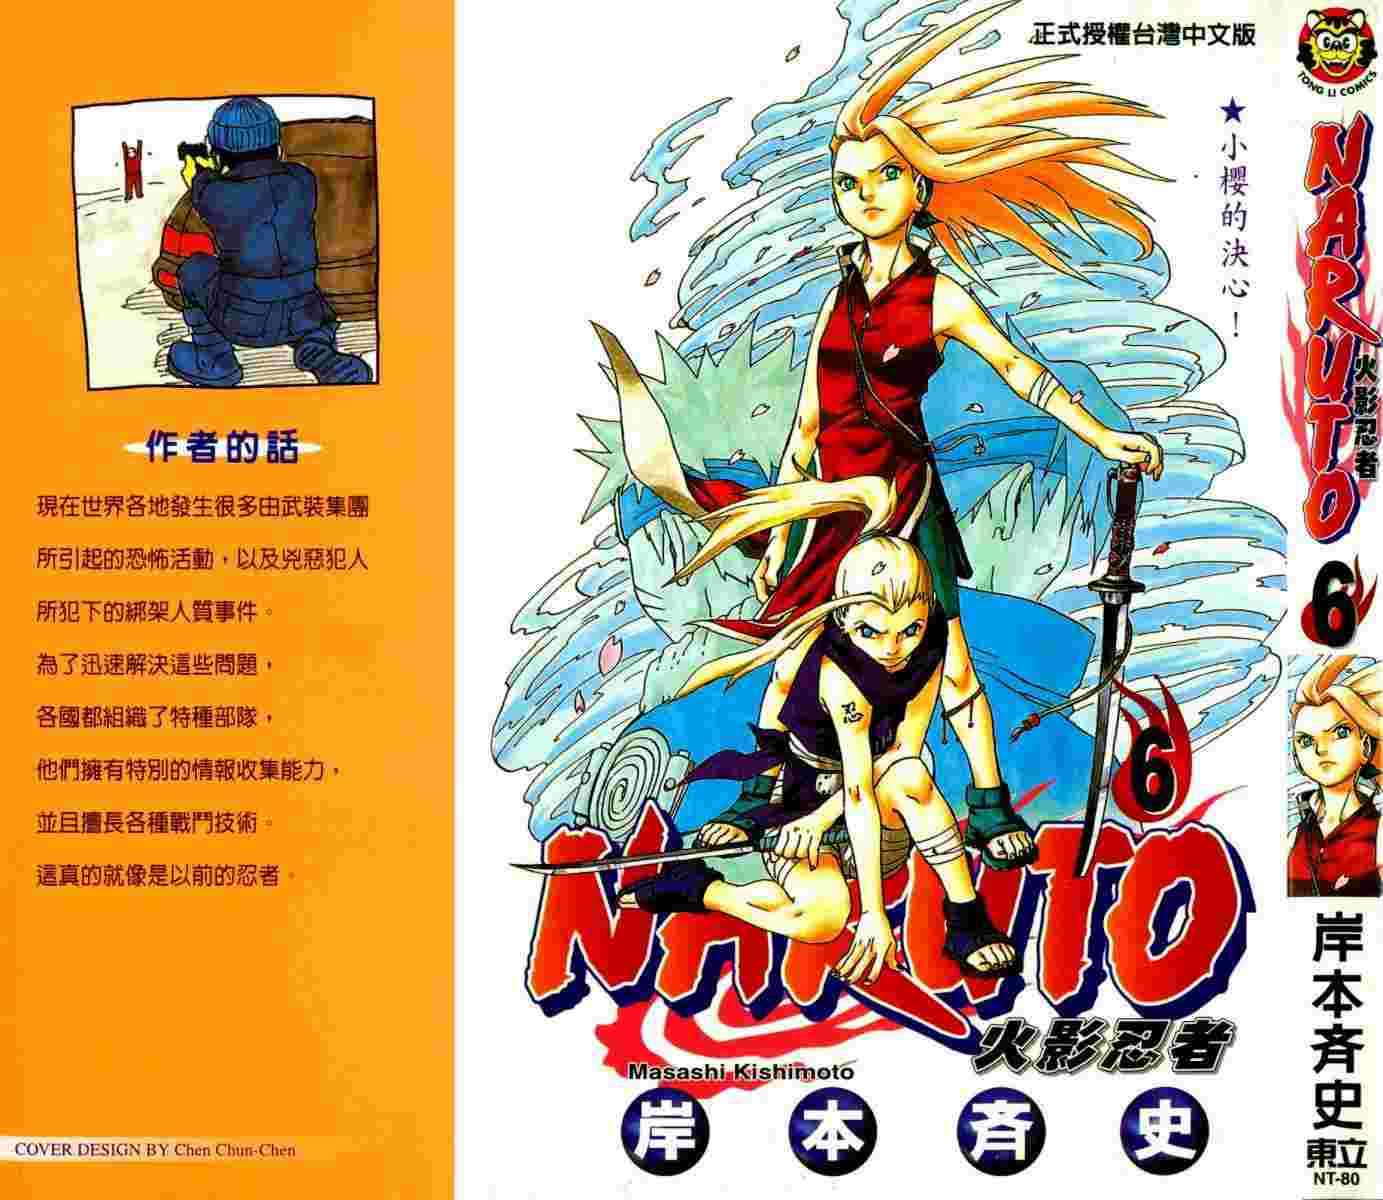 作者的話
現在世界各地發生很多由武裝集團
所引起的恐怖活動，以及兇惡犯人
所犯下的綁架人質事件。
為了迅速解決這些問題，
各國都組織了特種部隊，
他們擁有特別的情報收集能力，
並且擅長各種戰鬥技術。
這真的就像是以前的忍者。
COVER DESIGN BY Chen Chun-Chen
正式授權台灣中文版
★小櫻的決心！
忍
6
NARUTO
火影忍者
Masashi Kishimoto
岸本斉史
TONG LI COMICS
NARUTO
火影忍者
6
岸本斉史
東立
NT-80